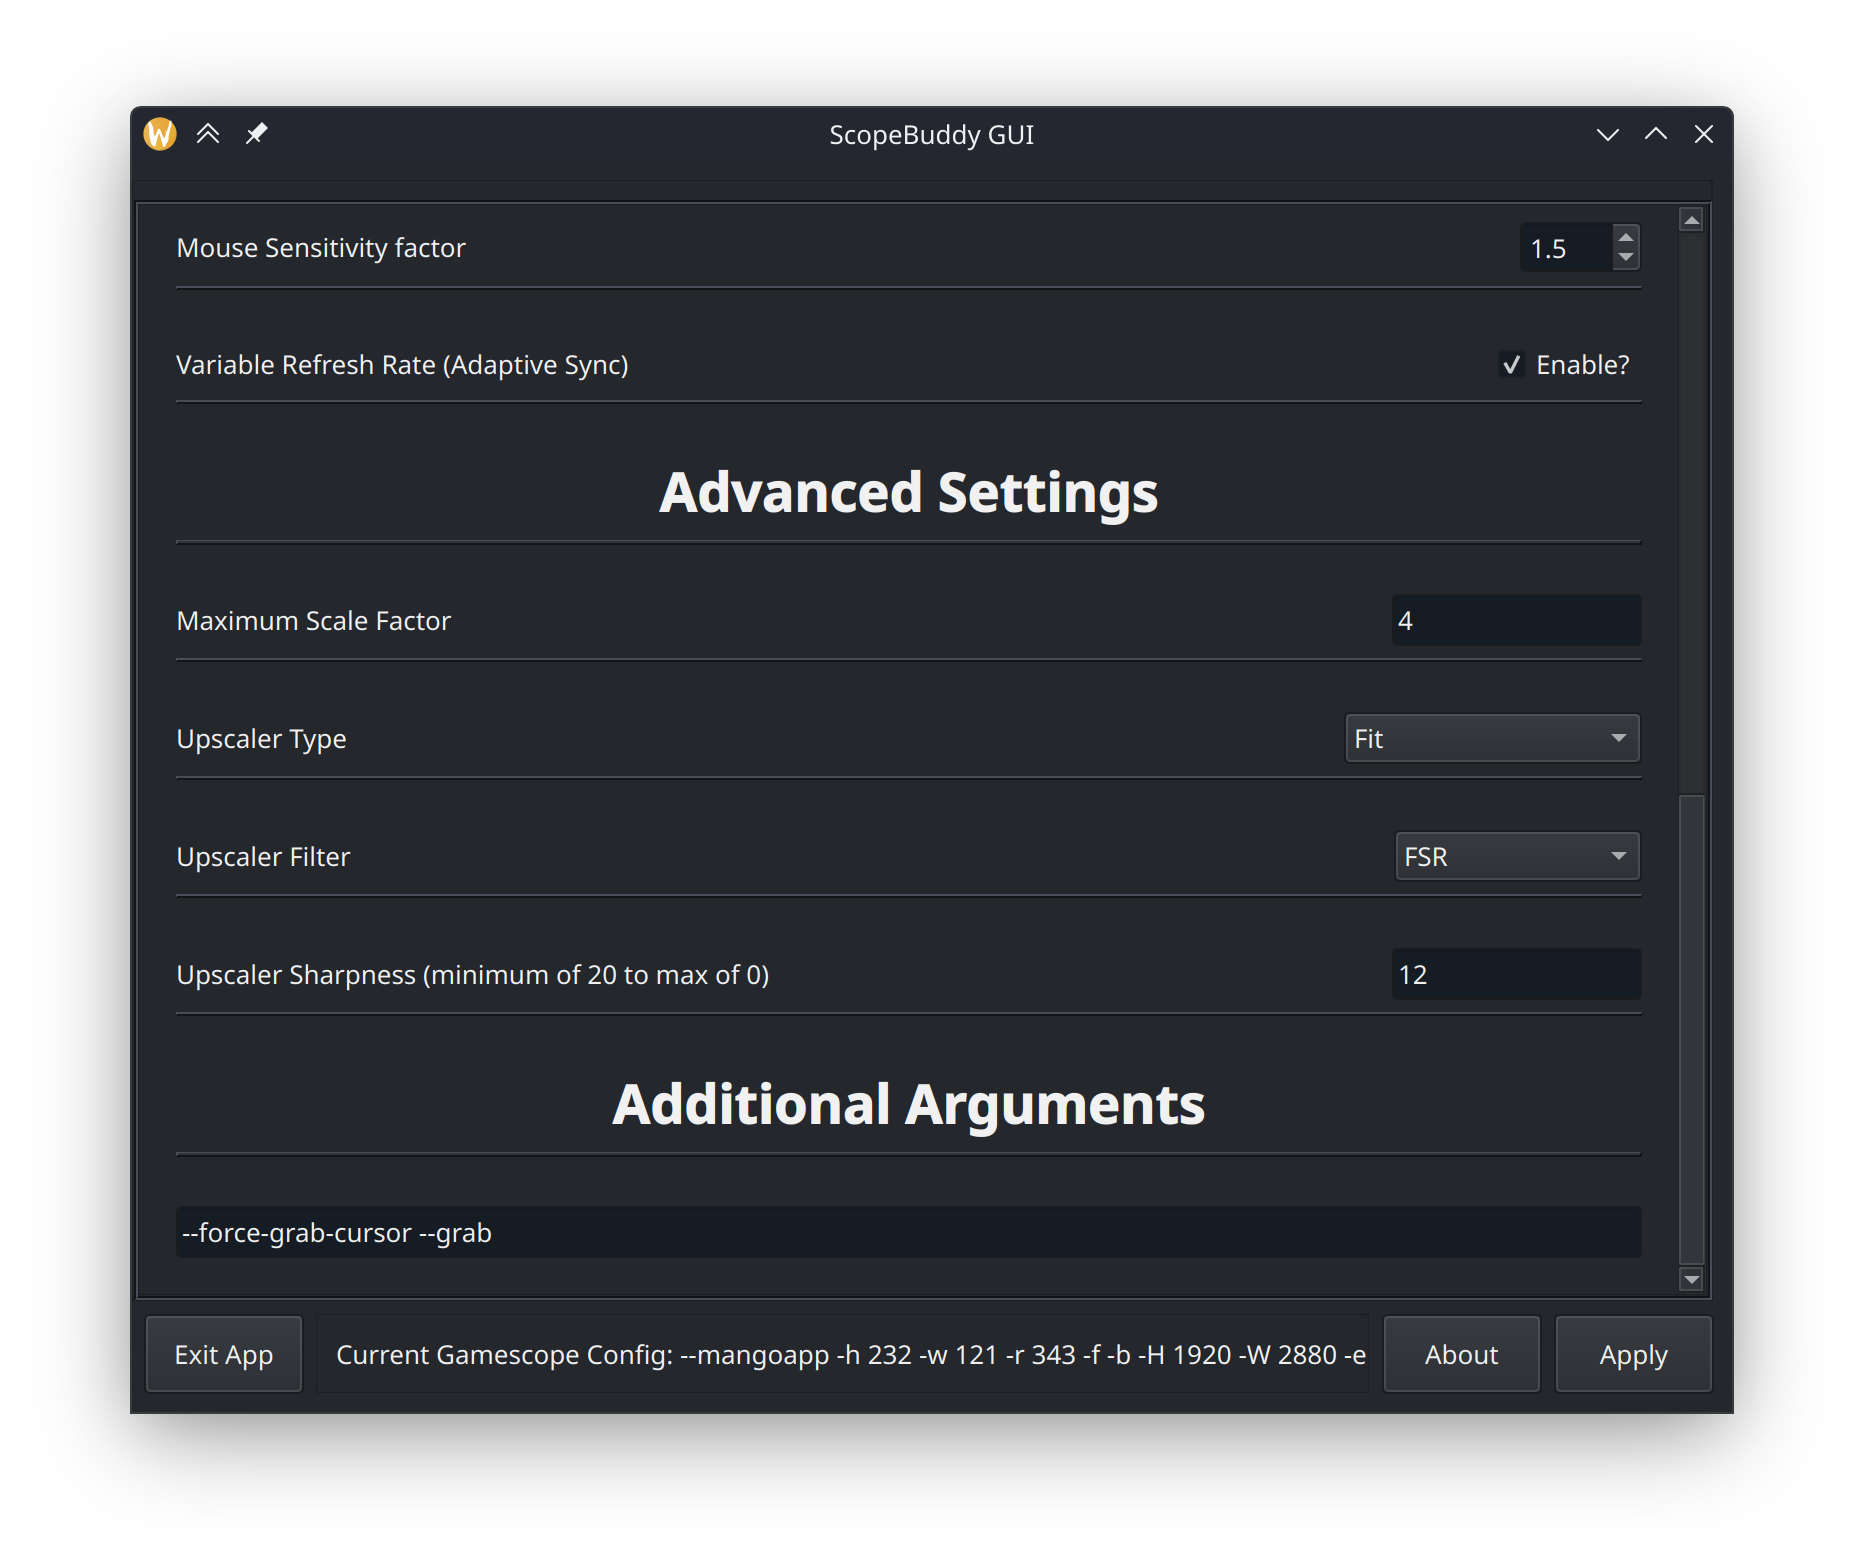 ScopeBuddy GUI
Mouse Sensitivity factor 1.5
Variable Refresh Rate (Adaptive Sync) Enable?
Advanced Settings
Maximum Scale Factor 4
Upscaler Type Fit
Upscaler Filter FSR
Upscaler Sharpness (minimum of 20 to max of 0) 12
Additional Arguments
--force-grab-cursor --grab
Exit App Current Gamescope Config: --mangoapp -h 232 -w 121 -r 343 -f -b -H 1920 -W 2880 -e About Apply